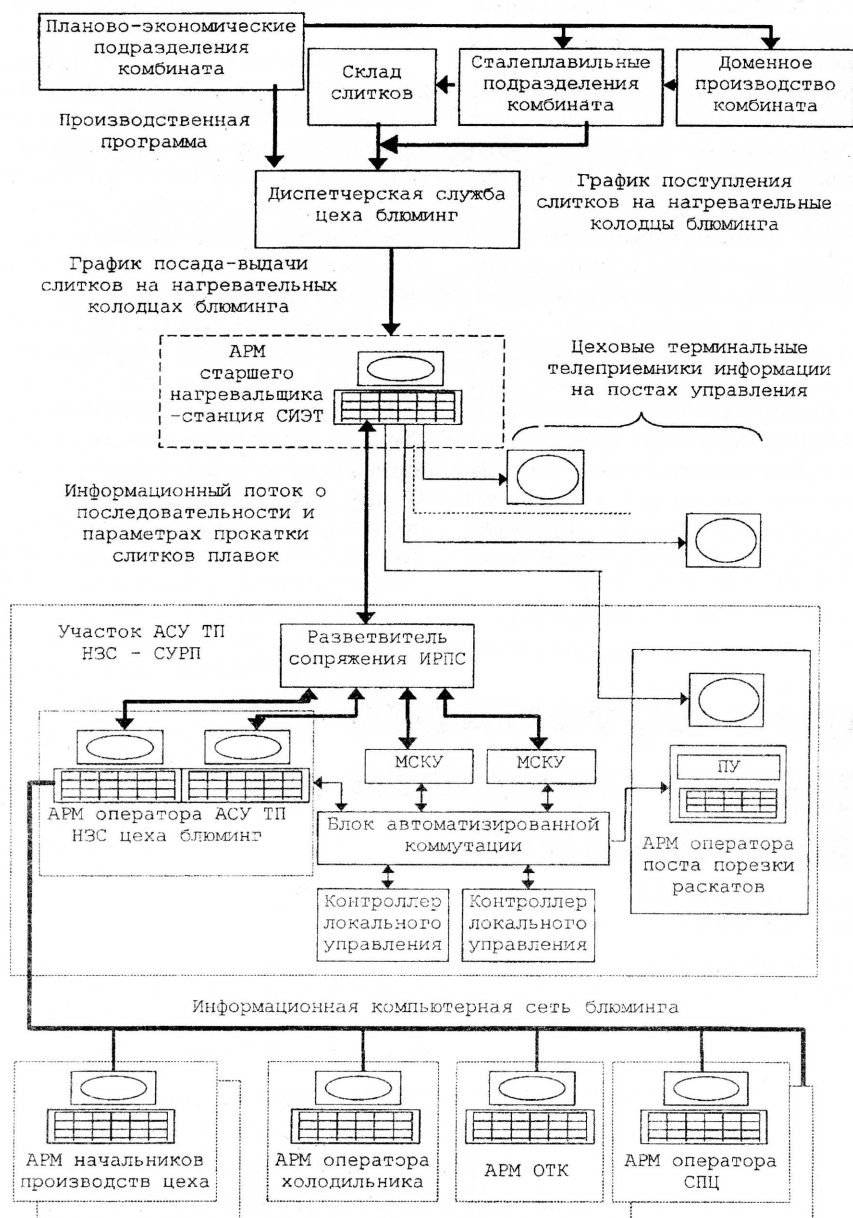 Планово-экономические
подразделения
комбината
Склад
слитков
Сталеплавильные
подразделения
комбината
Доменное
производство
комбината
Производственная
программа
Диспетчерская служба
цеха блюминг
График поступления
слитков на нагревательные
колодцы блюминга
График посада-выдачи
слитков на нагревательных
колодцах блюминга
АРМ
старшего
нагревальщика
-станция СИЭТ
Цеховые терминальные
телеприемники информации
на постах управления
Информационный поток о
последовательности и
параметрах прокатки
слитков плавок
Участок АСУ ТП
НЗС - СУРП
Разветвитель
сопряжения ИРПС
МСКУ
МСКУ
ПУ
АРМ оператора АСУ ТП
НЗС цеха блюминг
Блок автоматизированной
коммутации
АРМ оператора
поста порезки
раскатов
Контроллер
локального
управления
Контроллер
локального
управления
Информационная компьютерная сеть блюминга
АРМ начальников
производств цеха
АРМ оператора
холодильника
АРМ ОТК
АРМ оператора
СПЦ